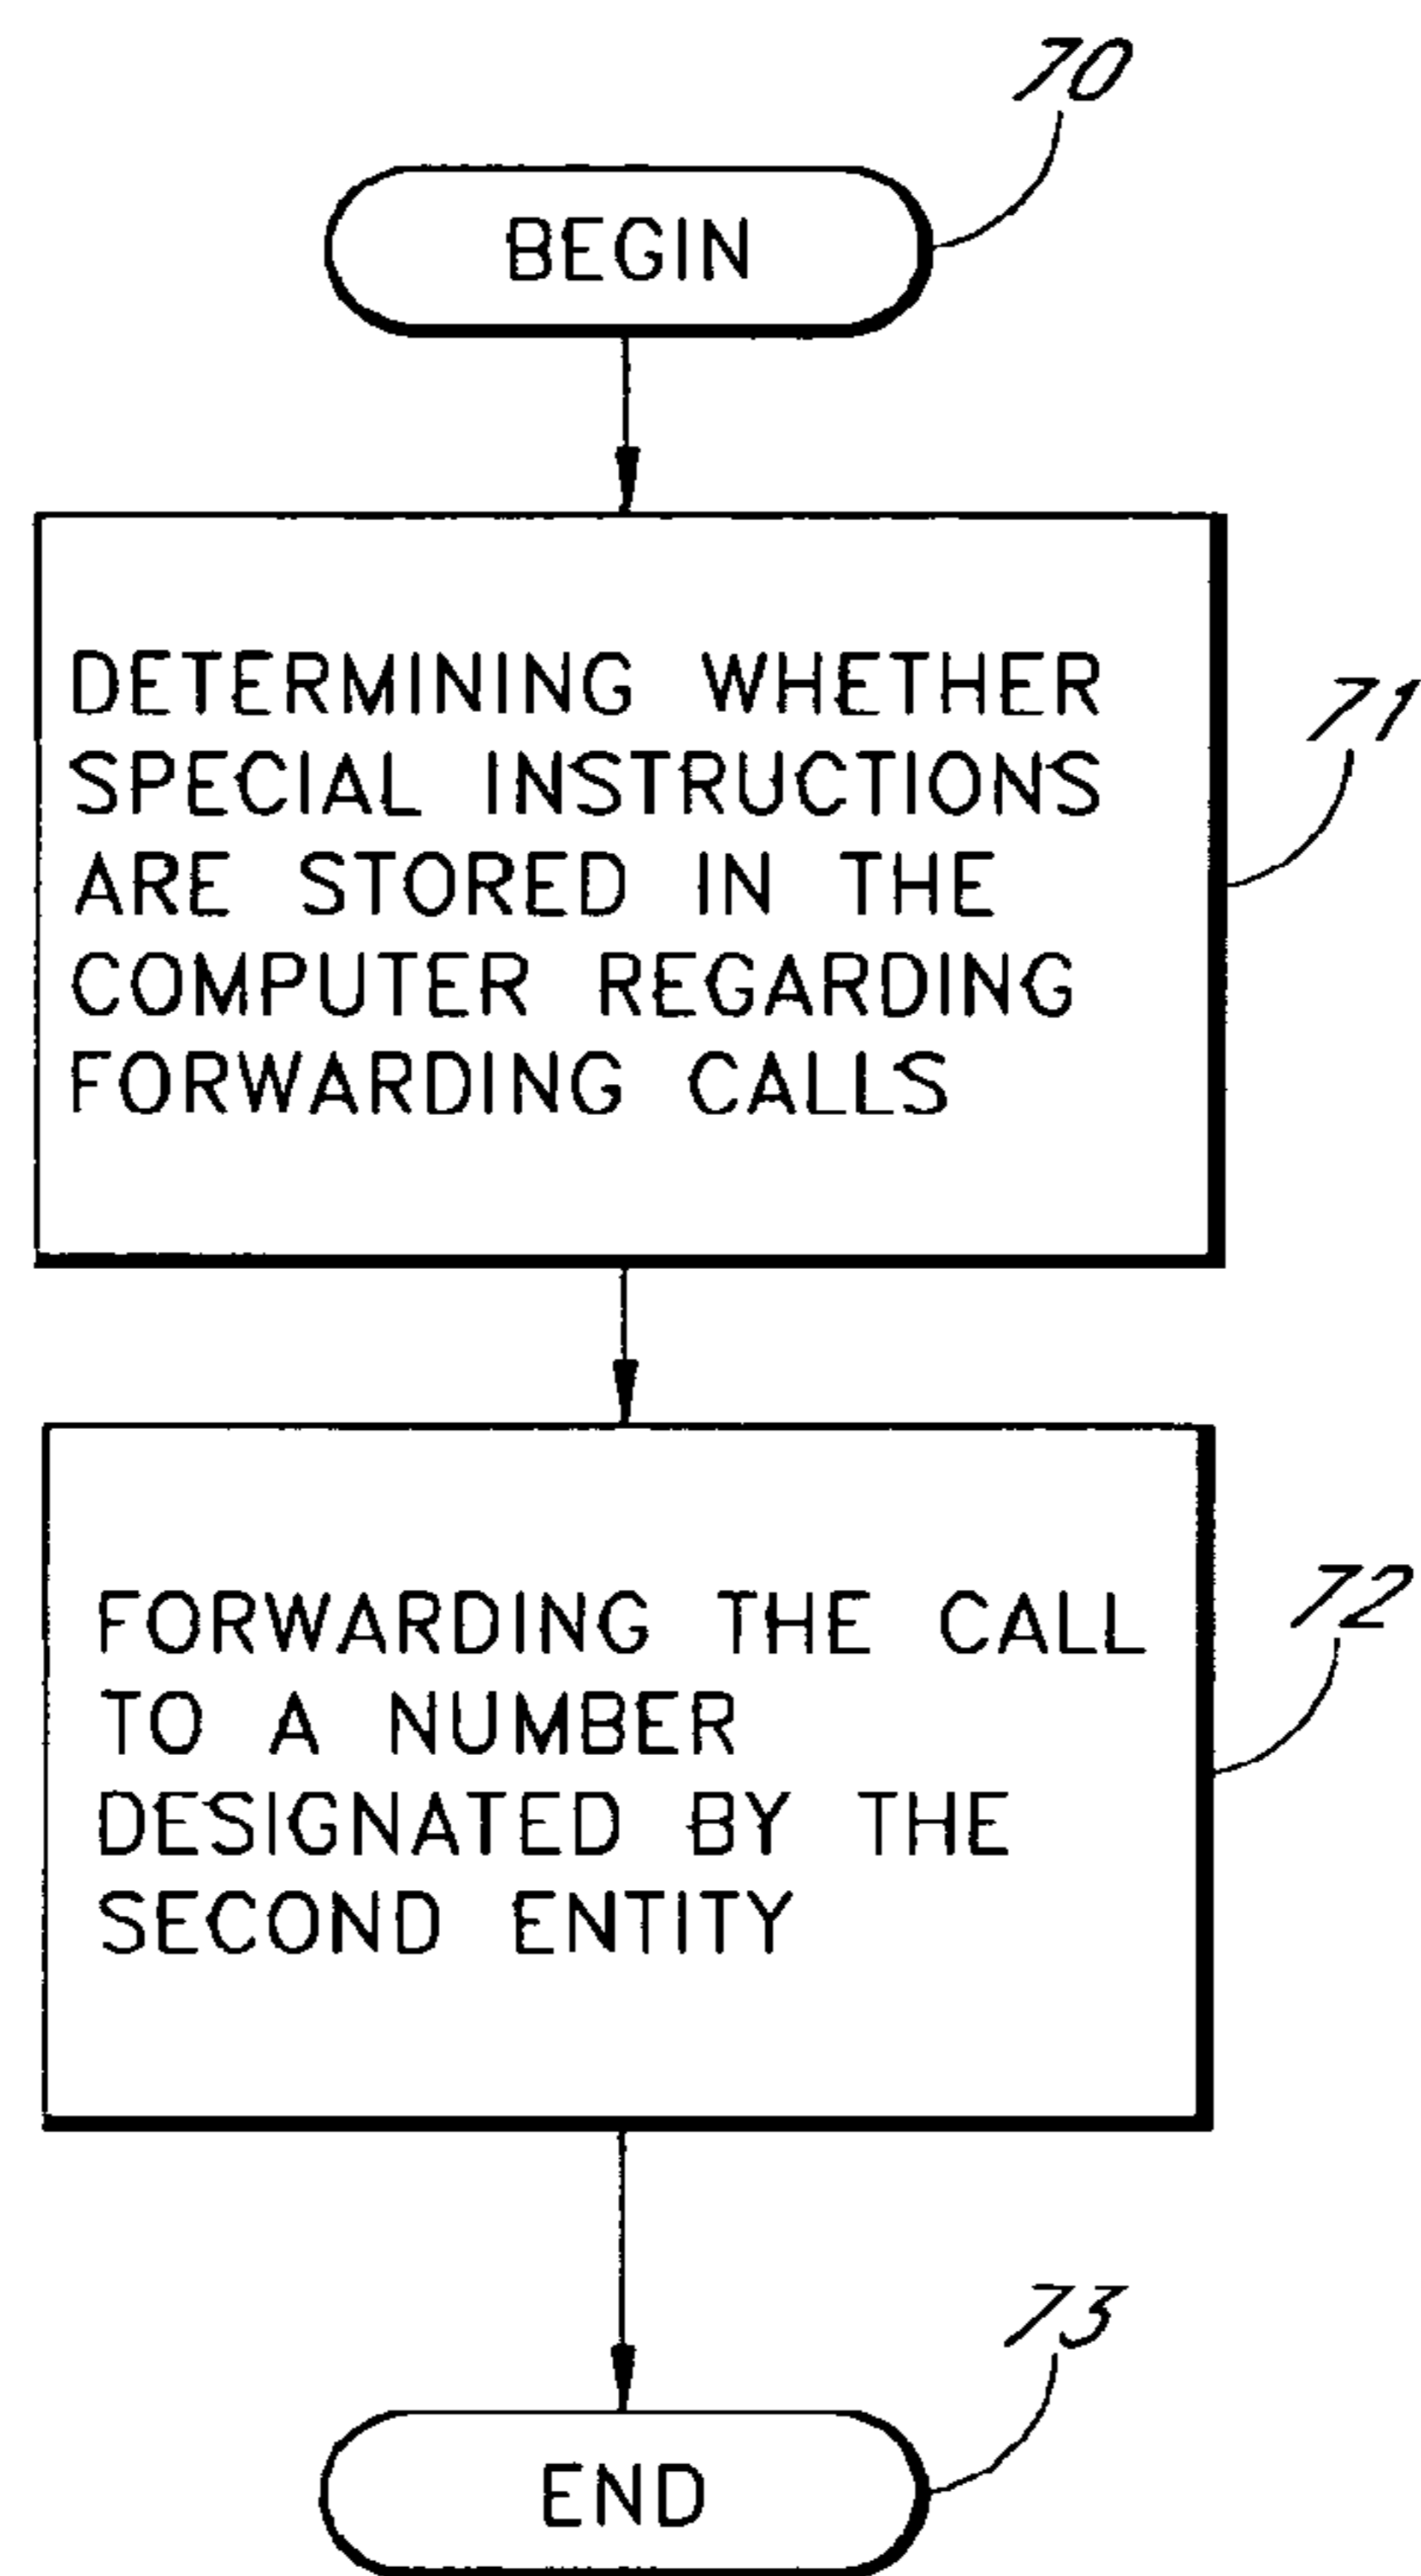 70
BEGIN
DETERMINING WHETHER
SPECIAL INSTRUCTIONS
ARE STORED IN THE
COMPUTER REGARDING
FORWARDING CALLS
71
FORWARDING THE CALL
TO A NUMBER
DESIGNATED BY THE
SECOND ENTITY
72
73
END